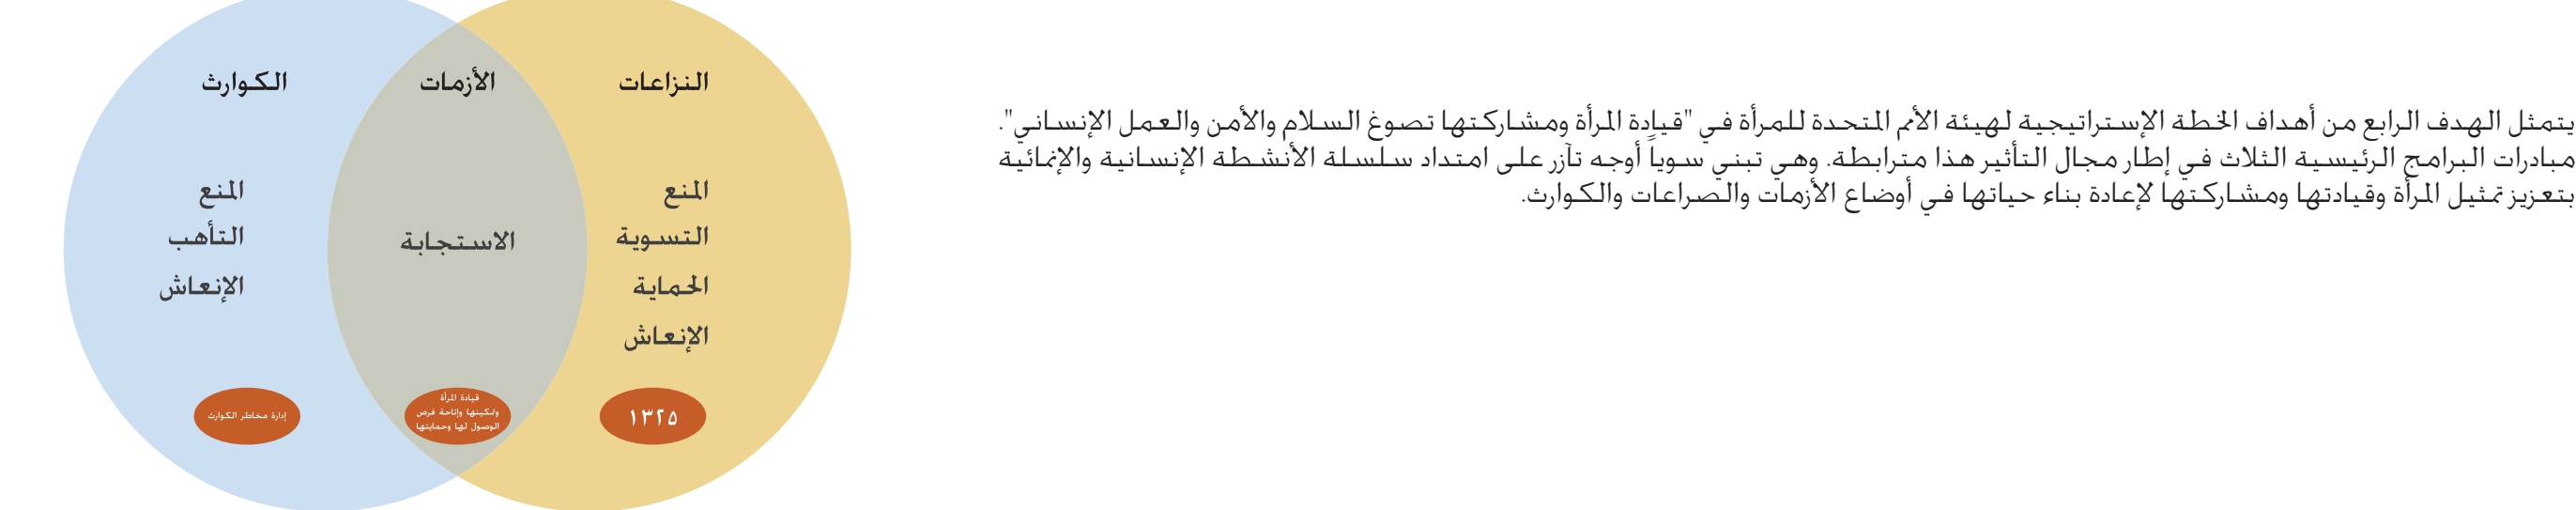 يتمثل الهدف الرابع من أهداف الخطة الإستراتيجية لهيئة الأمم المتحدة للمرأة في "قيادة المرأة ومشاركتها تصوغ السلام والأمن والعمل الإنساني".
مبادرات البرامج الرئيسية الثلاث في إطار مجال التأثير هذا مترابطة. وهي تبني سوياً أوجه تآزر على امتداد سلسلة الأنشطة الإنسانية والإنمائية
بتعزيز تمثيل المرأة وقيادتها ومشاركتها لإعادة بناء حياتها في أوضاع الأزمات والصراعات والكوارث.
النزاعات
المنع
التسوية
الحماية
الإنعاش
١٣٢٥
الأزمات
الاستجابة
قيادة المرأة
وتمكينها وإتاحة فرص
الوصول لها وحمايتها
الكوارث
المنع
التأهب
الإنعاش
إدارة مخاطر الكوارث